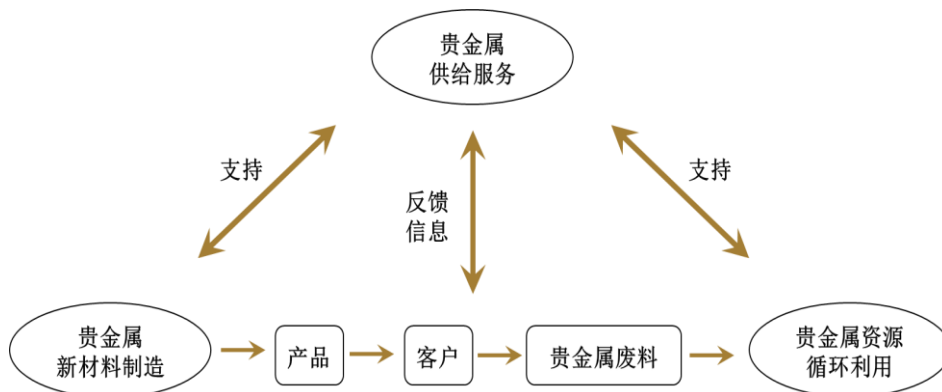 贵金属
供给服务
支持
支持
反馈
信息
贵金属
新材料制造
产品
客户
贵金属废料
贵金属资源
循环利用